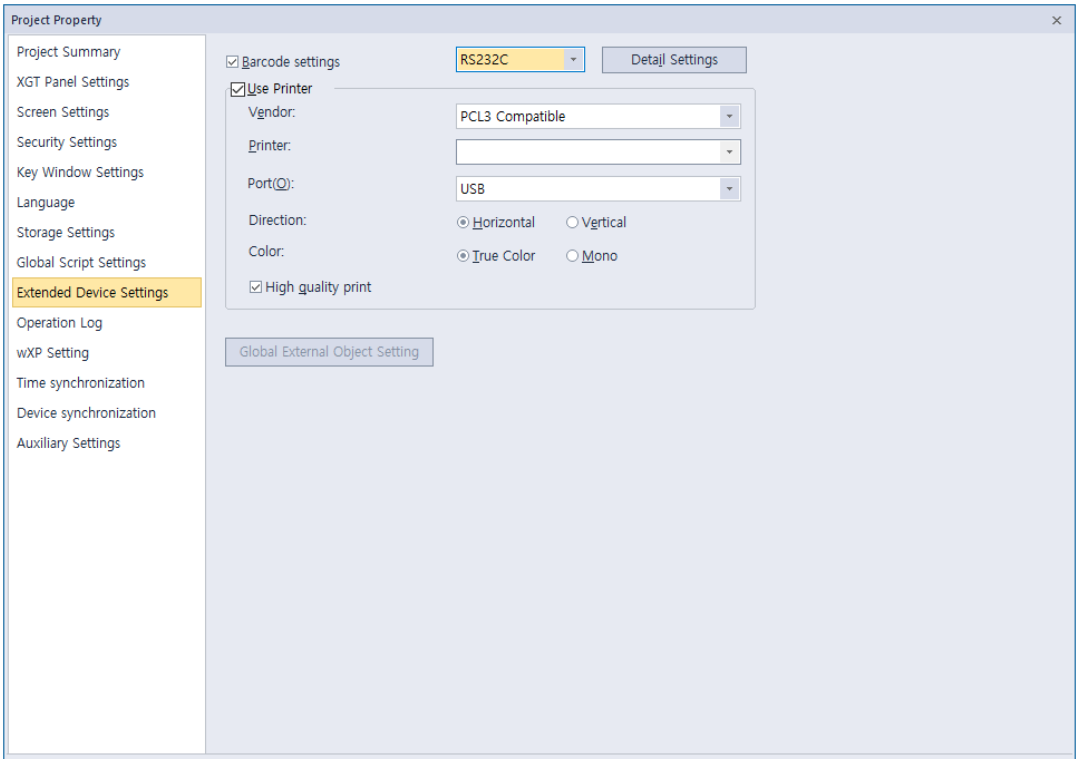 Project Property
Project Summary
XGT Panel Settings
Screen Settings
Security Settings
Key Window Settings
Language
Storage Settings
Global Script Settings
Extended Device Settings
Operation Log
wXP Setting
Time synchronization
Device synchronization
Auxiliary Settings
Barcode settings RS232C Detail Settings
Use Printer
Vendor: PCL3 Compatible
Printer:
Port(O): USB
Direction: Horizontal Vertical
Color: True Color Mono
High quality print
Global External Object Setting